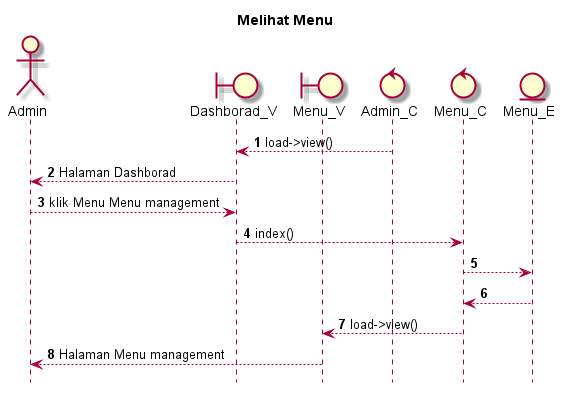 Melihat Menu
Admin
Dashborad_V
Menu_V
Admin_C
Menu_C
Menu_E
1 load->view()
2 Halaman Dashborad
3 klik Menu Menu management
4 index()
5
6
7 load->view()
8 Halaman Menu management